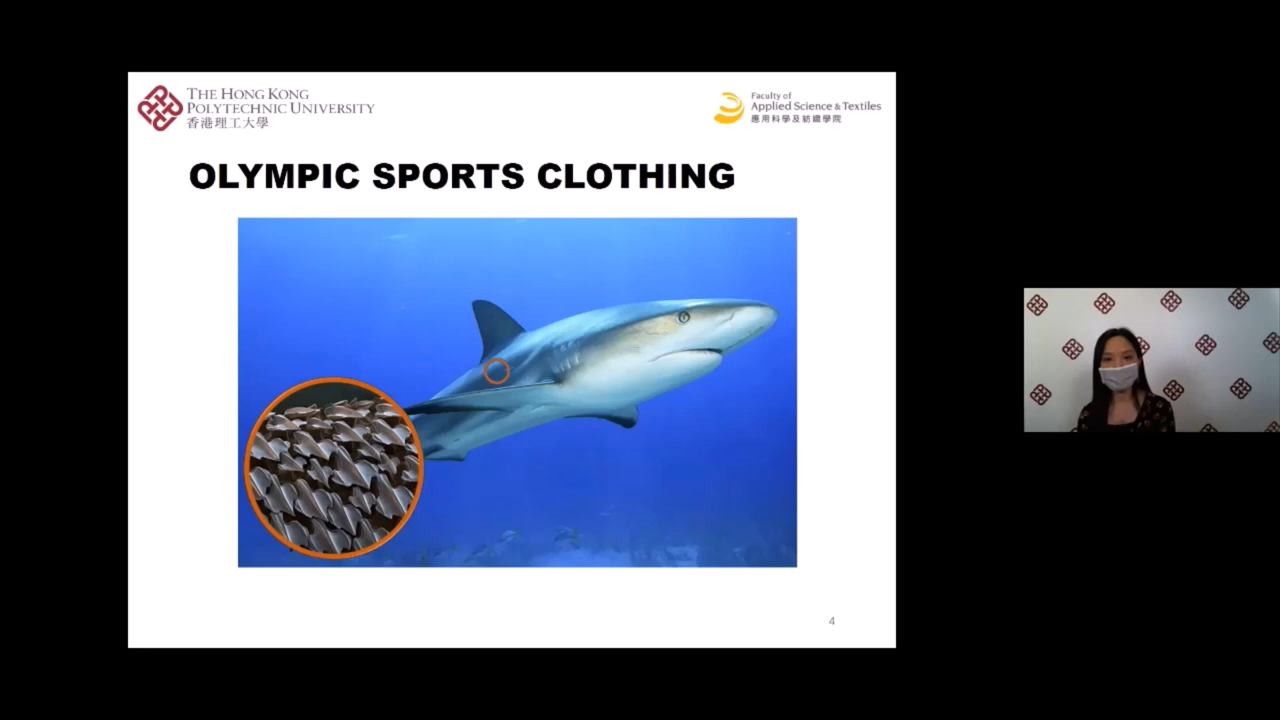 THE HONG KONG
POLYTECHNIC UNIVERSITY
香港理工大學
Faculty of
Applied Science & Textiles
應用科學及紡織學院
OLYMPIC SPORTS CLOTHING
4